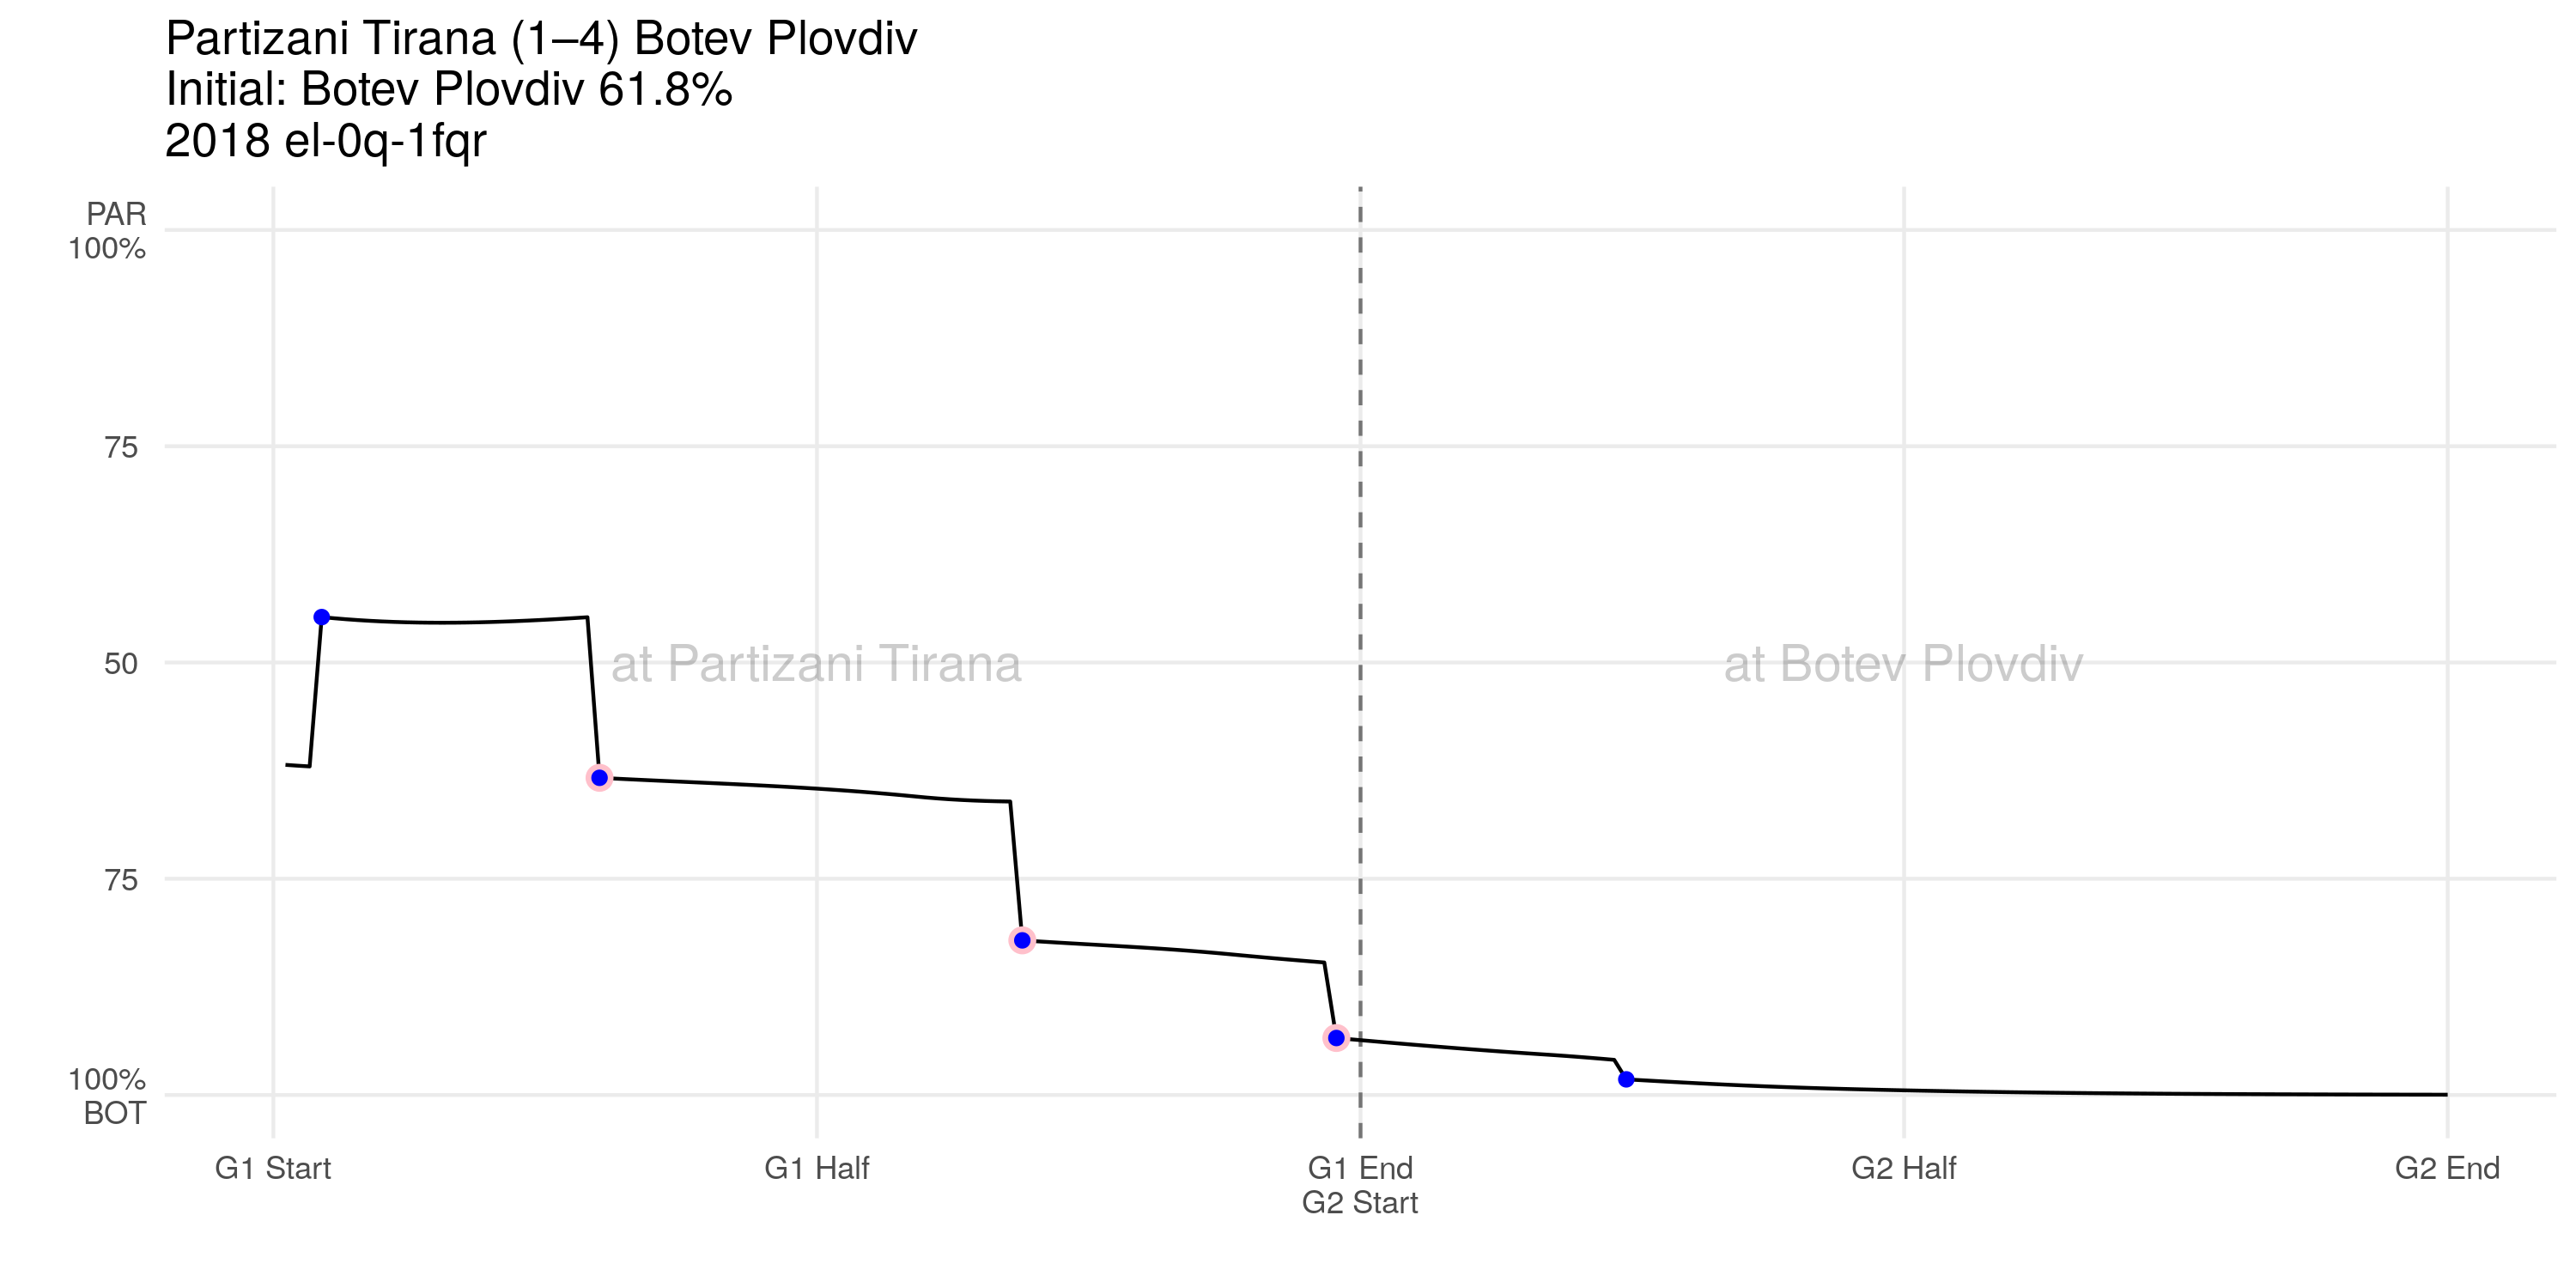 Partizani Tirana (1–4) Botev Plovdiv
Initial: Botev Plovdiv 61.8%
2018 el-0q-1fqr
PAR
100%
75
50
75
100%
BOT
at Partizani Tirana
at Botev Plovdiv
G1 Start
G1 Half
G1 End
G2 Start
G2 Half
G2 End